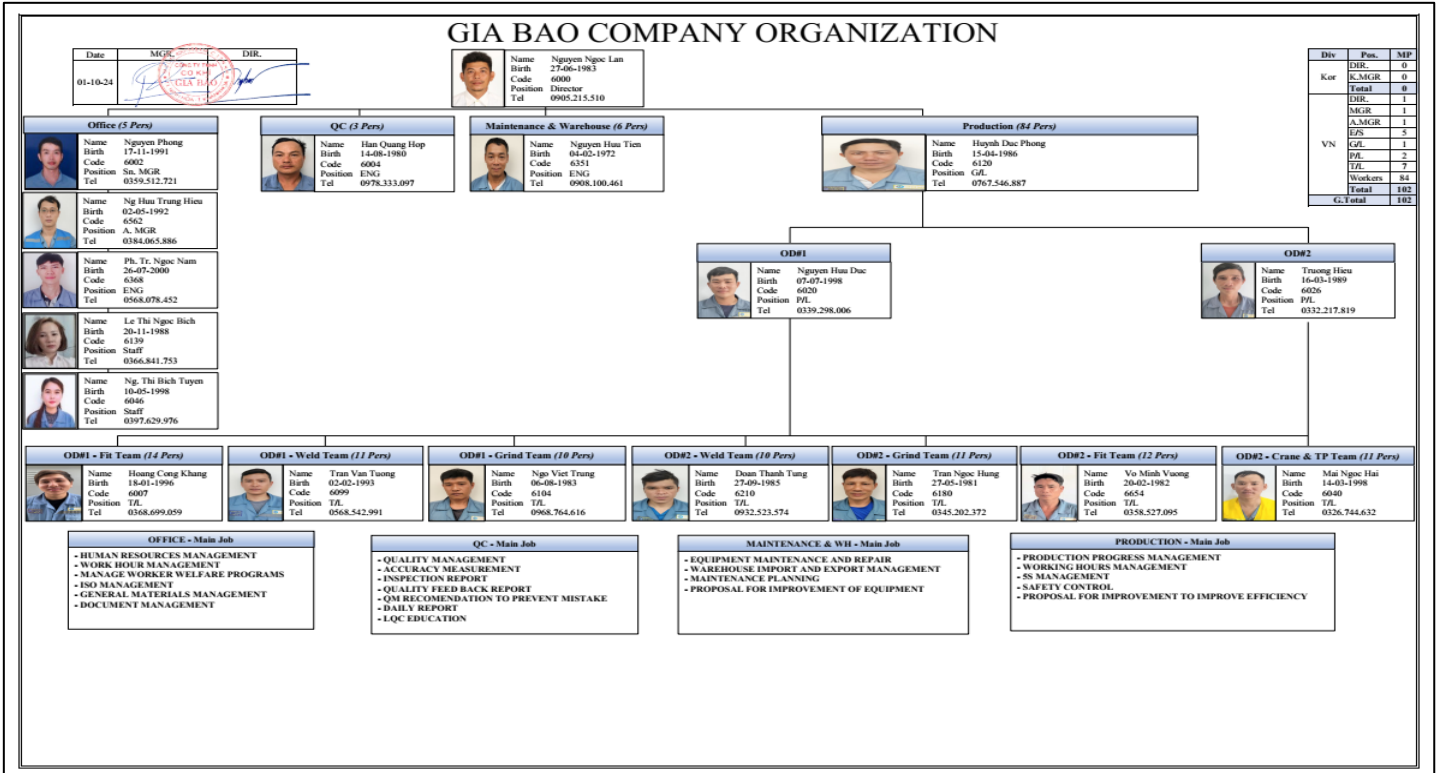 GIA BAO COMPANY ORGANIZATION
Date MGR. DIR.
01-10-24
CÔNG TY TNHH
CƠ KHÍ
GIA BẢO
Name Nguyen Ngoc Lan
Birth 27-06-1983
Code 6000
Position Director
Tel 0905.215.510
Div Pos. MP
Kor
DIR. 0
K.MGR 0
Total 0
VN
DIR. 1
MGR 1
A.MGR 1
E/S 5
G/L 1
P/L 2
T/L 7
Workers 84
Total 102
G.Total 102
Office (5 Pers)
Name Nguyen Phong
Birth 17-11-1991
Code 6002
Position Sn. MGR
Tel 0359.512.721
Name Ng Huu Trung Hieu
Birth 02-05-1992
Code 6562
Position A. MGR
Tel 0384.065.886
Name Ph. Tr. Ngoc Nam
Birth 26-07-2000
Code 6368
Position ENG
Tel 0568.078.452
Name Le Thi Ngoc Bich
Birth 20-11-1988
Code 6139
Position Staff
Tel 0366.841.753
Name Ng. Thi Bich Tuyen
Birth 10-05-1998
Code 6046
Position Staff
Tel 0397.629.976
QC (3 Pers)
Name Han Quang Hop
Birth 14-08-1980
Code 6004
Position ENG
Tel 0978.333.097
Maintenance & Warehouse (6 Pers)
Name Nguyen Huu Tien
Birth 04-02-1972
Code 6351
Position ENG
Tel 0908.100.461
Production (84 Pers)
Name Huynh Duc Phong
Birth 15-04-1986
Code 6120
Position G/L
Tel 0767.546.887
OD#1
Name Nguyen Huu Duc
Birth 07-07-1998
Code 6020
Position P/L
Tel 0339.298.006
OD#2
Name Truong Hieu
Birth 16-03-1989
Code 6026
Position P/L
Tel 0332.217.819
OD#1 - Fit Team (14 Pers)
Name Hoang Cong Khang
Birth 18-01-1996
Code 6007
Position T/L
Tel 0368.699.059
OD#1 - Weld Team (11 Pers)
Name Tran Van Tuong
Birth 02-02-1993
Code 6099
Position T/L
Tel 0568.542.991
OD#1 - Grind Team (10 Pers)
Name Ngo Viet Trung
Birth 06-08-1983
Code 6104
Position T/L
Tel 0968.764.616
OD#2 - Weld Team (10 Pers)
Name Doan Thanh Tung
Birth 27-09-1985
Code 6210
Position T/L
Tel 0932.523.574
OD#2 - Grind Team (11 Pers)
Name Tran Ngoc Hung
Birth 27-05-1981
Code 6180
Position T/L
Tel 0345.202.372
OD#2 - Fit Team (12 Pers)
Name Vo Minh Vuong
Birth 20-02-1982
Code 6654
Position T/L
Tel 0358.527.095
OD#2 - Crane & TP Team (11 Pers)
Name Mai Ngoc Hai
Birth 14-03-1998
Code 6040
Position T/L
Tel 0326.744.632
OFFICE - Main Job
- HUMAN RESOURCES MANAGEMENT
- WORK HOUR MANAGEMENT
- MANAGE WORKER WELFARE PROGRAMS
- ISO MANAGEMENT
- GENERAL MATERIALS MANAGEMENT
- DOCUMENT MANAGEMENT
QC - Main Job
- QUALITY MANAGEMENT
- ACCURACY MEASUREMENT
- INSPECTION REPORT
- QUALITY FEED BACK REPORT
- QM RECOMENDATION TO PREVENT MISTAKE
- DAILY REPORT
- LQC EDUCATION
MAINTENANCE & WH - Main Job
- EQUIPMENT MAINTENANCE AND REPAIR
- WAREHOUSE IMPORT AND EXPORT MANAGEMENT
- MAINTENANCE PLANNING
- PROPOSAL FOR IMPROVEMENT OF EQUIPMENT
PRODUCTION - Main Job
- PRODUCTION PROGRESS MANAGEMENT
- WORKING HOURS MANAGEMENT
- 5S MANAGEMENT
- SAFETY CONTROL
- PROPOSAL FOR IMPROVEMENT TO IMPROVE EFFICIENCY